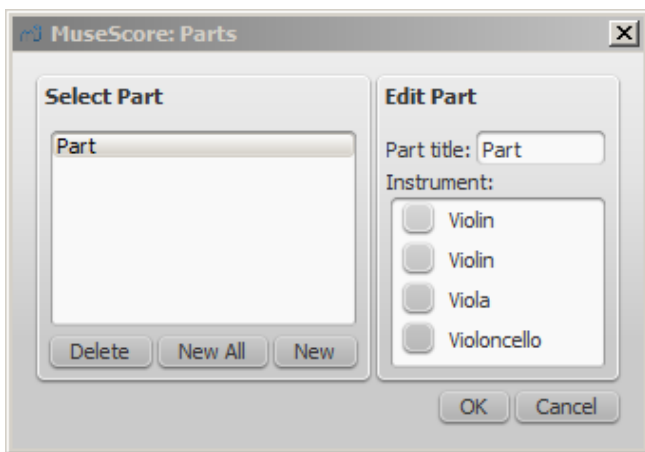 MuseScore: Parts
Select Part
Part
Delete
New All
New
Edit Part
Part title: Part
Instrument:
Violin
Violin
Viola
Violoncello
OK
Cancel